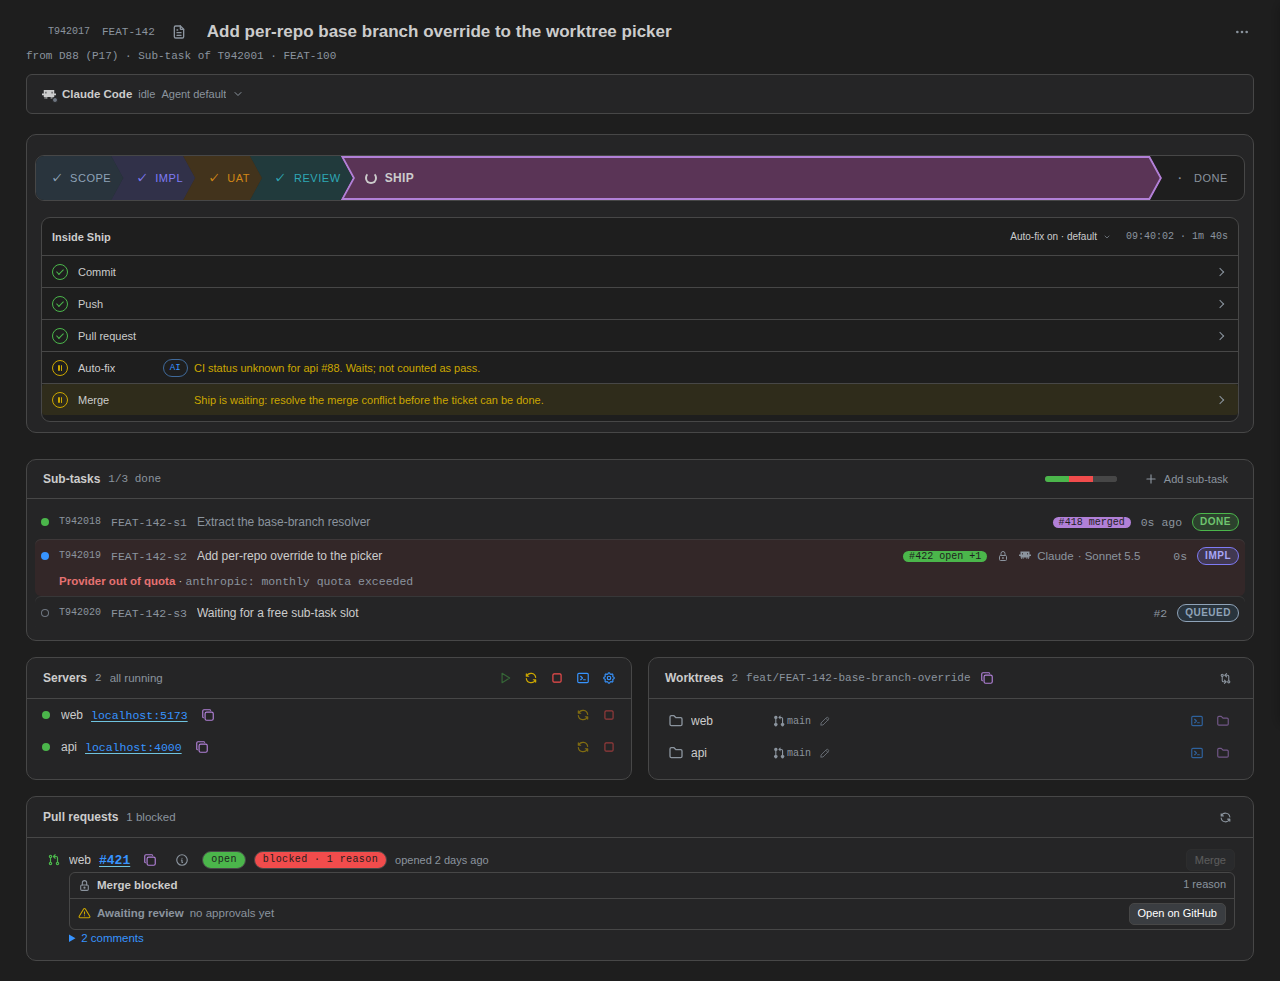 T942017 FEAT-142 Add per-repo base branch override to the worktree picker
from D88 (P17) · Sub-task of T942001 · FEAT-100
Claude Code idle Agent default
SCOPE IMPL UAT REVIEW SHIP DONE
Inside Ship Auto-fix on · default 09:40:02 · 1m 40s
Commit
Push
Pull request
Auto-fix AI CI status unknown for api #88. Waits; not counted as pass.
Merge Ship is waiting: resolve the merge conflict before the ticket can be done.
Sub-tasks 1/3 done Add sub-task
T942018 FEAT-142-s1 Extract the base-branch resolver #418 merged 0s ago DONE
T942019 FEAT-142-s2 Add per-repo override to the picker #422 open +1 Claude · Sonnet 5.5 0s IMPL
Provider out of quota · anthropic: monthly quota exceeded
T942020 FEAT-142-s3 Waiting for a free sub-task slot #2 QUEUED
Servers 2 all running
web localhost:5173
api localhost:4000
Worktrees 2 feat/FEAT-142-base-branch-override
web main
api main
Pull requests 1 blocked
web #421 open blocked · 1 reason opened 2 days ago Merge
Merge blocked 1 reason
Awaiting review no approvals yet Open on GitHub
2 comments